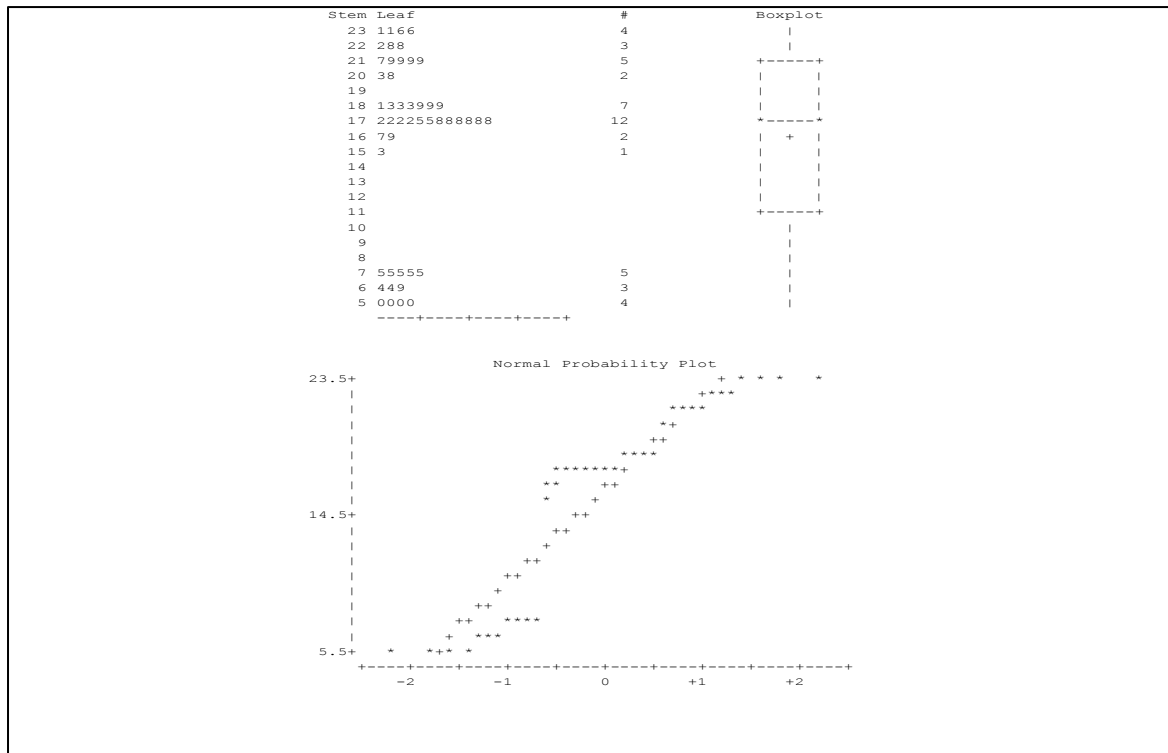 Stem Leaf # Boxplot
23 1166 4 |
22 288 3 |
21 79999 5 +-----+
20 38 2 | |
19 | |
18 1333999 7 | |
17 222255888888 12 *-----*
16 79 2 | + |
15 3 1 | |
14 | |
13 | |
12 | |
11 +-----+
10 |
9 |
8 |
7 55555 5 |
6 449 3 |
5 0000 4 |
----+----+----+----+
Normal Probability Plot
23.5+ + * * * *
| +***
| ****
| *+
| ++
| ****
| *******+
| ** ++
| * +
14.5+ ++
| ++
| +
| ++
| ++
| +
| ++
| ++ ****
| + ***
5.5+ * *+* *
+----+----+----+----+----+----+----+----+----+----+
-2 -1 0 +1 +2